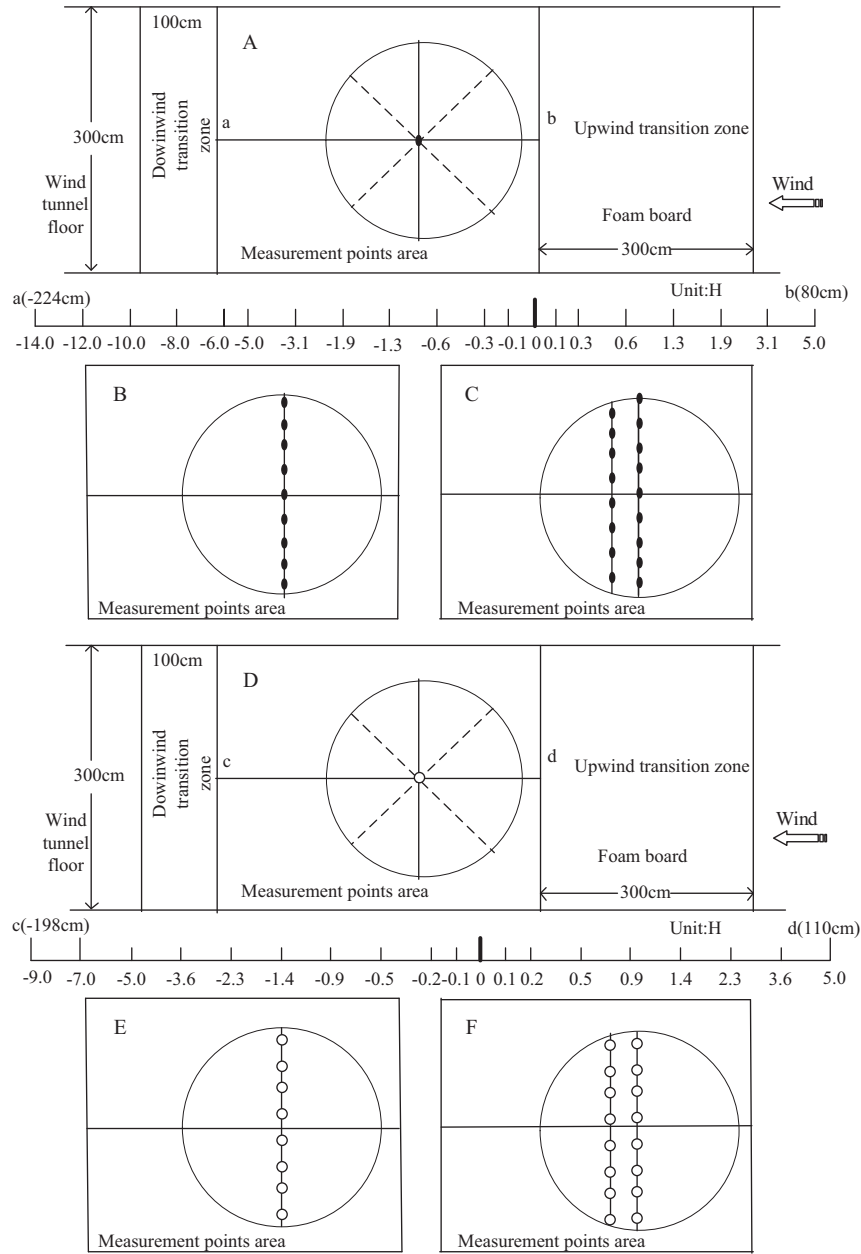 100cm
A
300cm
Dowinwind
transition
zone
a
b
Upwind transition zone
Wind
tunnel
floor
Wind
Foam board
Measurement points area
300cm
Unit:H
a(-224cm)
b(80cm)
-14.0 -12.0 -10.0 -8.0 -6.0 -5.0 -3.1 -1.9 -1.3 -0.6 -0.3 -0.1 0 0.1 0.3 0.6 1.3 1.9 3.1 5.0
B
C
Measurement points area
Measurement points area
100cm
D
300cm
Dowinwind
transition
zone
c
d
Upwind transition zone
Wind
tunnel
floor
Wind
Foam board
Measurement points area
300cm
Unit:H
c(-198cm)
d(110cm)
-9.0 -7.0 -5.0 -3.6 -2.3 -1.4 -0.9 -0.5 -0.2 -0.1 0 0.1 0.2 0.5 0.9 1.4 2.3 3.6 5.0
E
F
Measurement points area
Measurement points area